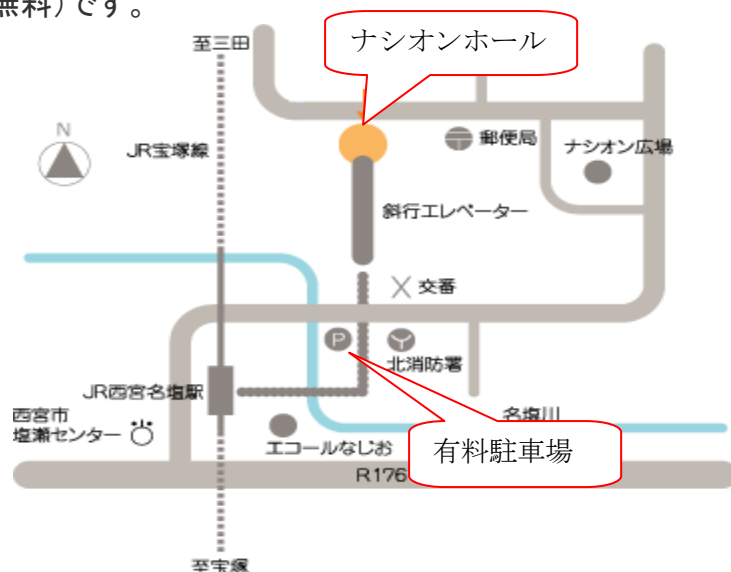 無料)です。
ナシオンホール
至三田
N
JR宝塚線
郵便局
ナシオン広場
斜行エレベーター
交番
P
北消防署
JR西宮名塩駅
西宮市
塩瀬センター
エコールなじお
名塩川
有料駐車場
R176
至宝塚